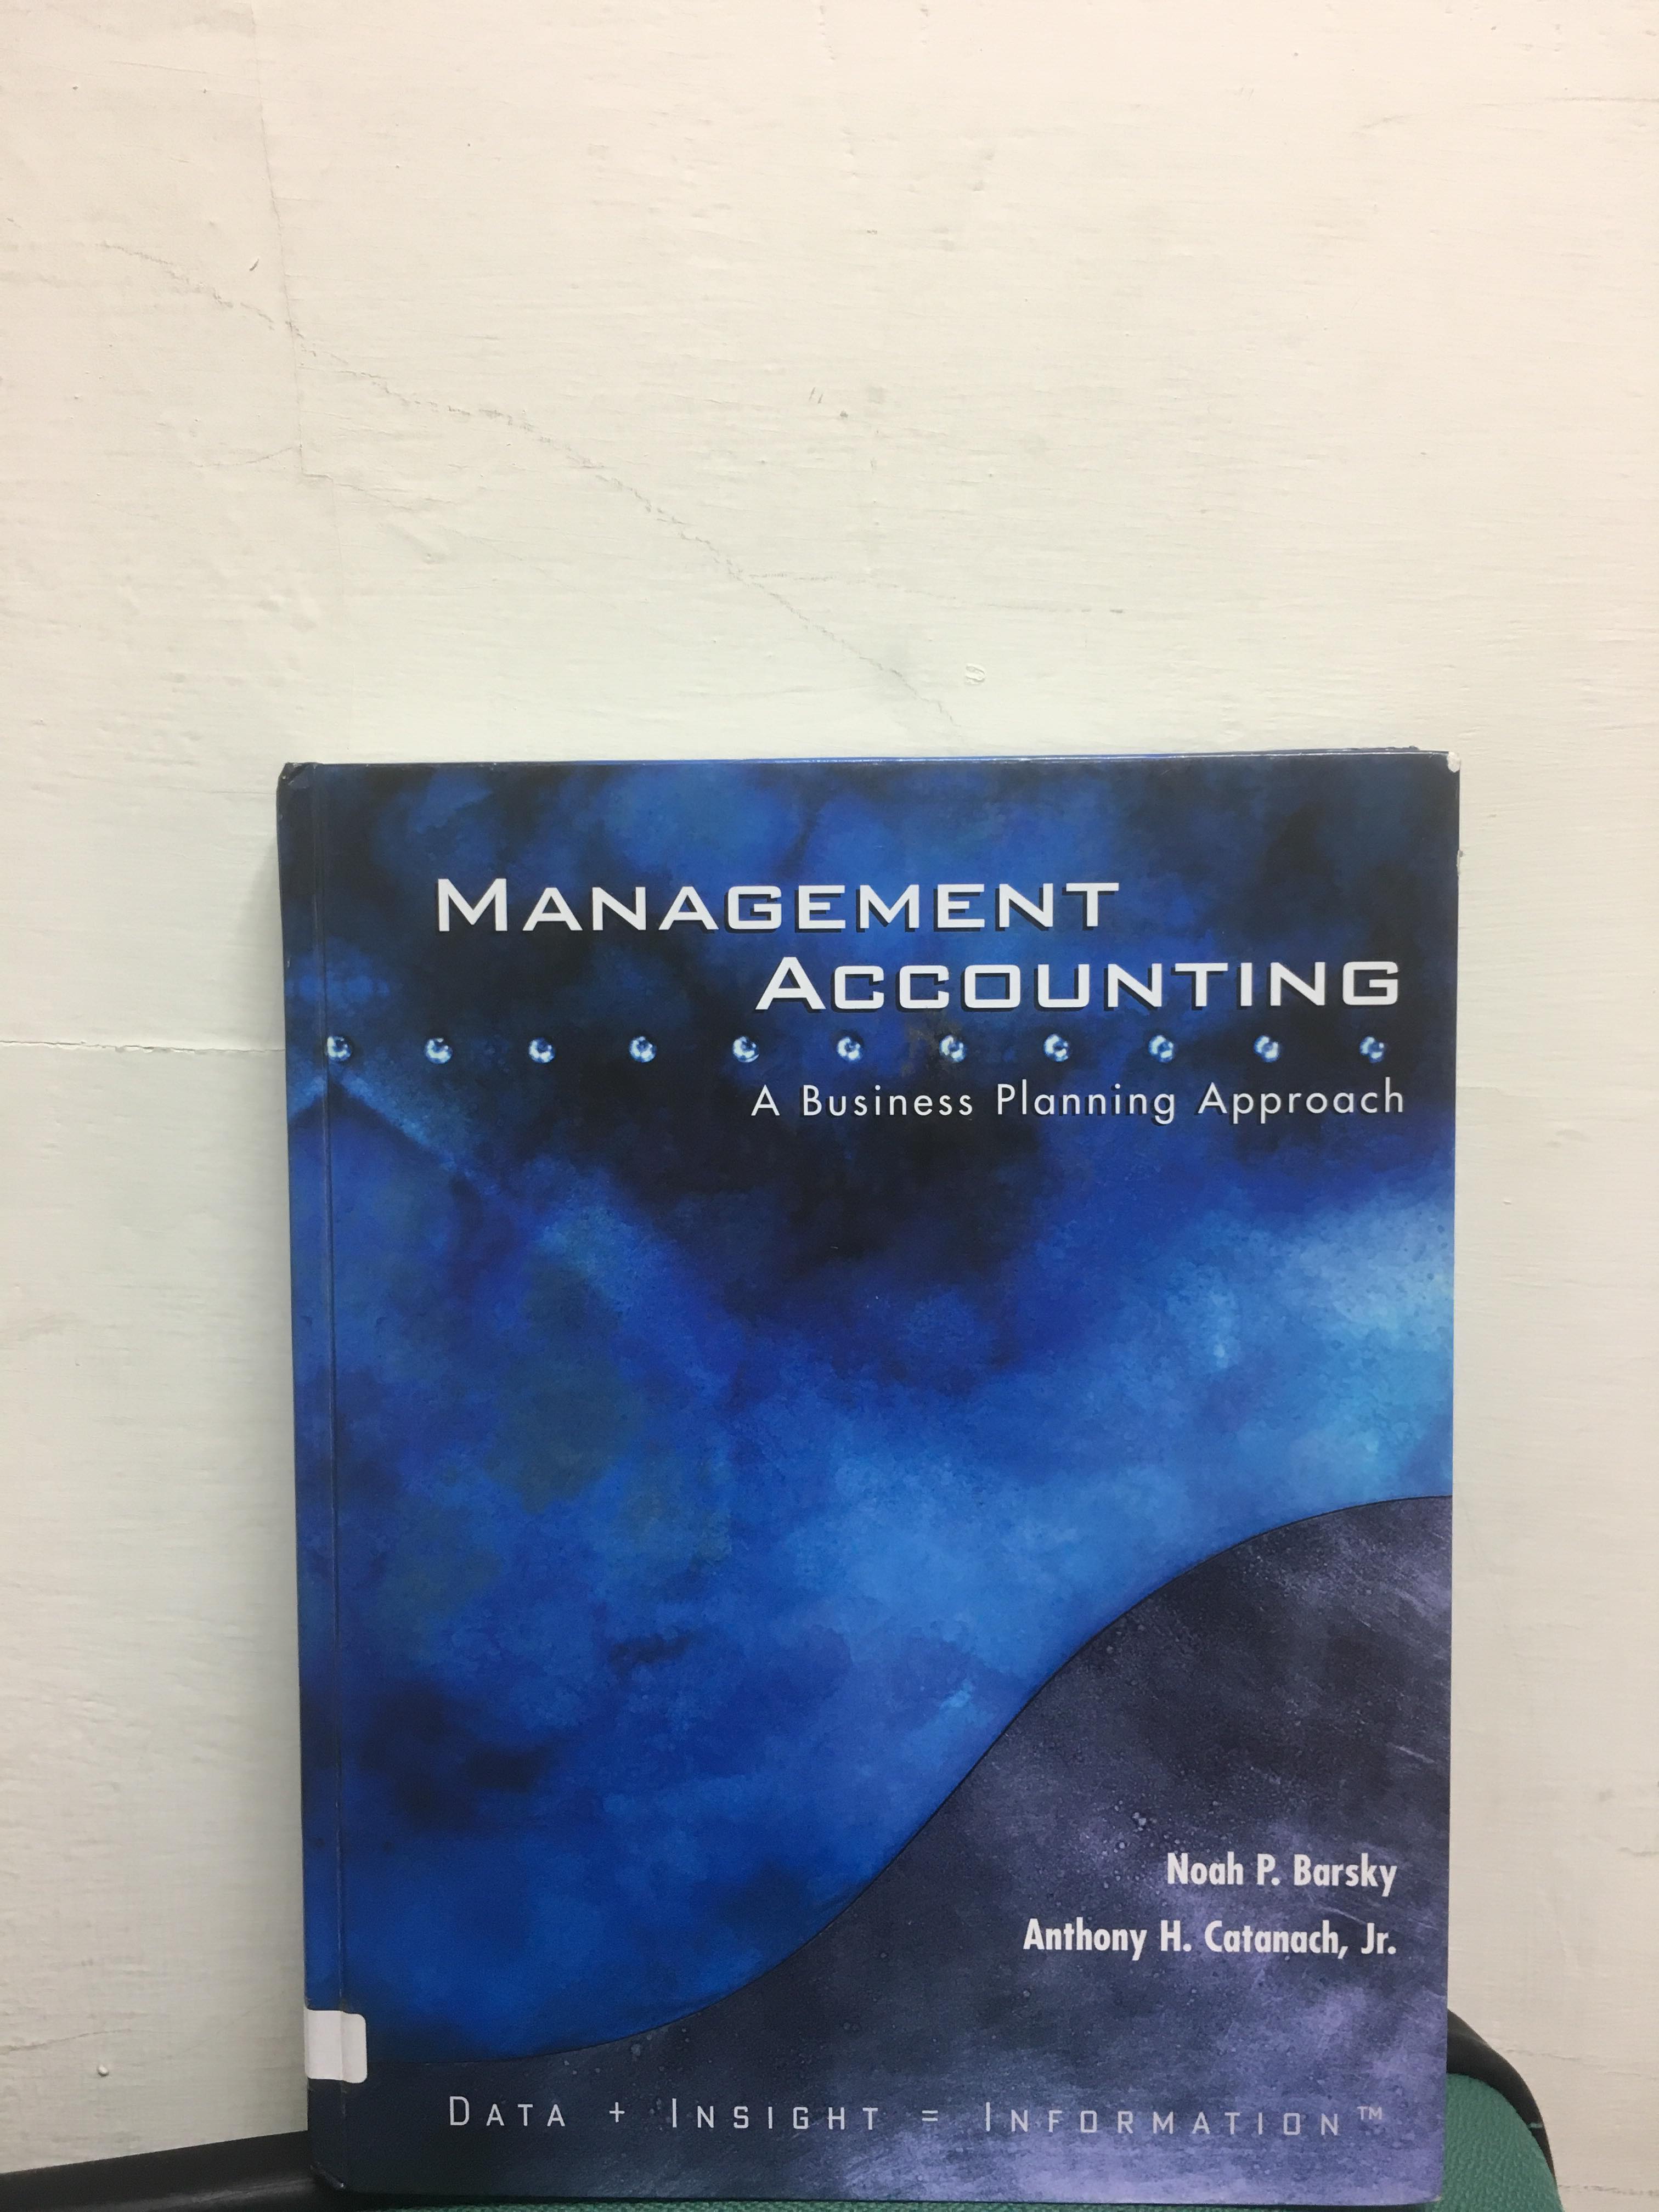 MANAGEMENT
ACCOUNTING
A Business Planning Approach
Noah P. Barsky
Anthony H. Catanach, Jr.
DATA + INSIGHT = INFORMATION™